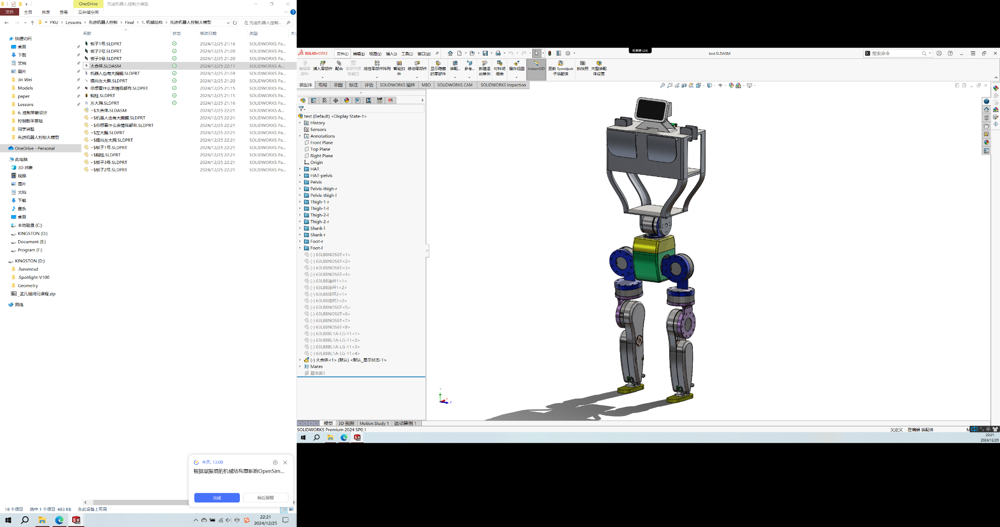 OneDrive
先进机器人控制大模型
文件
主页
共享
查看
云存储空间
« PKU › Lessons › 先进机器人控制 › Final › 1. 机械结构 › 先进机器人控制大模型
在 先进机器人控制...
名称
状态
修改日期
类型
快速访问
桌面
下载
文档
图片
Jin Wei
Models
paper
Lessons
6. 控制策略设计
控制数学基础
同学讲题
先进机器人控制大模型
OneDrive - Personal
此电脑
3D 对象
视频
图片
文档
下载
音乐
桌面
本地磁盘 (C:)
KINGSTON (D:)
Document (E:)
Program (F:)
KINGSTON (D:)
.fseventsd
.Spotlight-V100
Geometry
_孟凡旭师兄课程.zip
网络
板子1号.SLDPRT 2024/12/25 21:16 SOLIDWORKS Pa...
板子2号.SLDPRT 2024/12/25 21:20 SOLIDWORKS Pa...
板子3号.SLDPRT 2024/12/25 21:20 SOLIDWORKS Pa...
大合体.SLDASM 2024/12/25 22:11 SOLIDWORKS A...
机器人也有大胸脯.SLDPRT 2024/12/25 21:59 SOLIDWORKS Pa...
镜向左大胸.SLDPRT 2024/12/25 21:20 SOLIDWORKS Pa...
你想看什么表情我都有.SLDPRT 2024/12/25 21:15 SOLIDWORKS Pa...
铜柱.SLDPRT 2024/12/25 21:15 SOLIDWORKS Pa...
左大胸.SLDPRT 2024/12/25 21:16 SOLIDWORKS Pa...
~$大合体.SLDASM 2024/12/25 22:21 SOLIDWORKS A...
~$机器人也有大胸脯.SLDPRT 2024/12/25 22:21 SOLIDWORKS Pa...
~$你想看什么表情我都有.SLDPRT 2024/12/25 22:21 SOLIDWORKS Pa...
~$左大胸.SLDPRT 2024/12/25 22:21 SOLIDWORKS Pa...
~$镜向左大胸.SLDPRT 2024/12/25 22:21 SOLIDWORKS Pa...
~$板子1号.SLDPRT 2024/12/25 22:21 SOLIDWORKS Pa...
~$铜柱.SLDPRT 2024/12/25 22:21 SOLIDWORKS Pa...
~$板子3号.SLDPRT 2024/12/25 22:21 SOLIDWORKS Pa...
~$板子2号.SLDPRT 2024/12/25 22:21 SOLIDWORKS Pa...
今天, 13:00
根据琚振盟的机械结构重新跑OpenSim...
完成
稍后提醒
18 个项目 选中 1 个项目 483 KB 在此设备上可用
22:21
2024/12/25
SOLIDWORKS
文件(F) 编辑(E) 视图(V) 插入(I) 工具(T) 窗口(W)
收集箱 (24)
test.SLDASM
搜索命令
编辑零部件
插入零部件
配合
零部件预览窗口
线性零部件阵列
智能扣件
移动零部件
显示隐藏的零部件
装配...
参考...
新建运动算例
材料明细表
爆炸视图
Instant3D
更新 Speedpak 子装配体
拍快照
大型装配体设置
装配体 布局 草图 标注 评估 SOLIDWORKS 插件 MBD SOLIDWORKS CAM SOLIDWORKS Inspection
test (Default) <Display State-1>
History
Sensors
Annotations
Front Plane
Top Plane
Right Plane
Origin
HAT
HAT-pelvis
Pelvis
Pelvis-thigh-r
Pelvis-thigh-l
Thigh-1-r
Thigh-1-l
Thigh-2-l
Thigh-2-r
Shank-l
Shank-r
Foot-r
Foot-l
(-) 63LBBNOS6T<1>
(-) 63LBBNOS6T<2>
(-) 63LBBNOS6T<3>
(-) 63LBBNOS6T<4>
(-) 63LBB连杆1<1>
(-) 63LBB连杆1<2>
(-) 63LBB连杆2<1>
(-) 63LBB连杆2<2>
(-) 63LBBNOS6T<5>
(-) 63LBBNOS6T<6>
(-) 63LBBNOS6T<7>
(-) 63LBBNOS6T<8>
(-) 63LBBBL1A-LG-11<1>
(-) 63LBBBL1A-LG-11<2>
(-) 63LBBBL1A-LG-11<3>
(-) 63LBBBL1A-LG-11<4>
(-) 大合体<1> (默认) <默认_显示状态-1>
Mates
基准面1
Y
X
Z
模型 3D 视图 Motion Study 1 运动算例 1
SOLIDWORKS Premium 2024 SP0.1
欠定义 在编辑 装配体
中 °, 半
22:21
2024/12/25